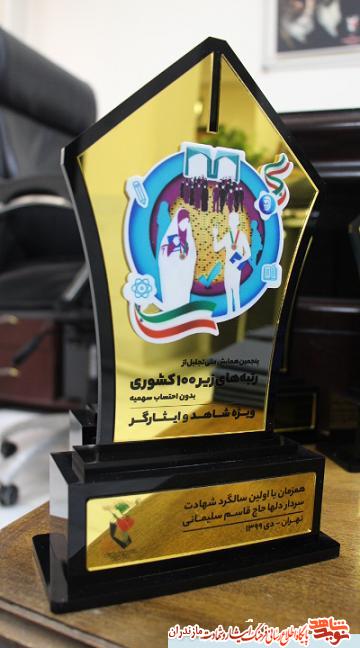 پنجمین همایش ملی تجلیل از
رتبه‌های زیر ۱۰۰ کشوری
بدون احتساب سهمیه
ویژه شاهد و ایثارگر
همزمان با اولین سالگرد شهادت
سردار دلها حاج قاسم سلیمانی
تهران - دی ۱۳۹۹
نوید شاهد
پایگاه اطلاع رسانی فرهنگ ایثار و شهادت مازندران